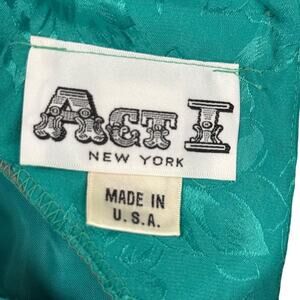 Act I
NEW YORK
MADE IN
U.S.A.